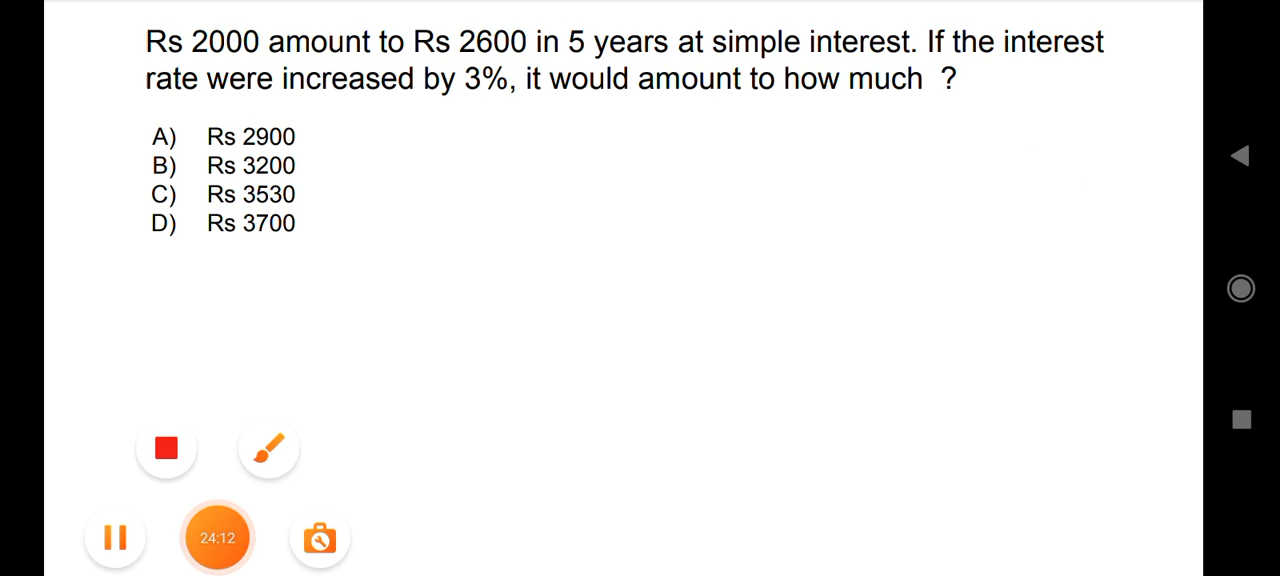 Rs 2000 amount to Rs 2600 in 5 years at simple interest. If the interest
rate were increased by 3%, it would amount to how much ?
A) Rs 2900
B) Rs 3200
C) Rs 3530
D) Rs 3700
24:12